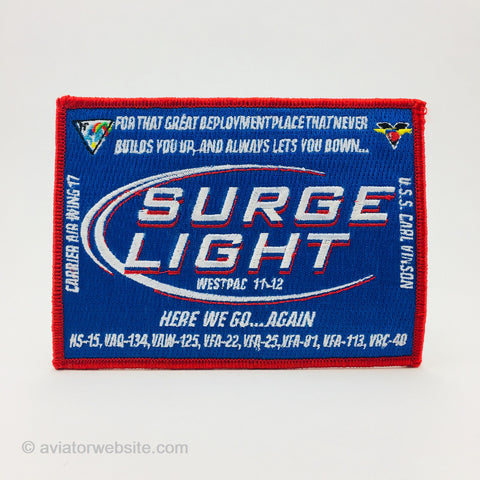 FOR THAT GREAT DEPLOYMENT PLACE THAT NEVER
BUILDS YOU UP, AND ALWAYS LETS YOU DOWN...
CARRIER AIR WING 17
U.S.S. CARL VINSON
SURGE
LIGHT
WESTPAC 11-12
HERE WE GO...AGAIN
HS-15, VAQ-134, VAW-125, VFA-22, VFA-25, VFA-81, VFA-113, VRC-40
© aviatorwebsite.com